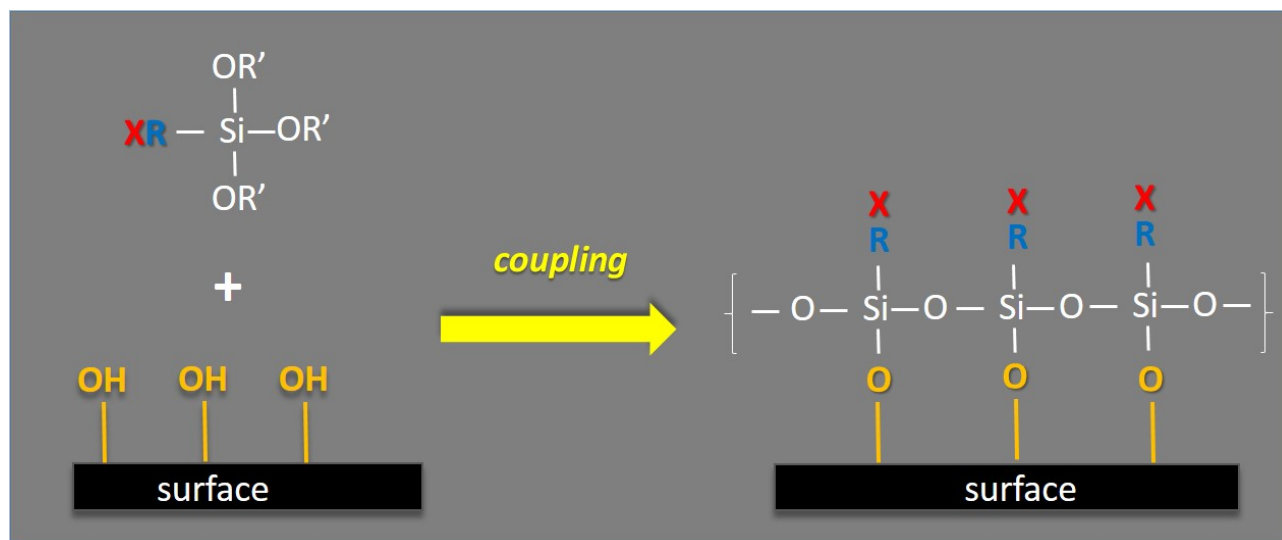 OR’
XR — Si — OR’
OR’
+
OH OH OH
surface
coupling
X X X
R R R
— O — Si — O — Si — O — Si — O —
O O O
surface